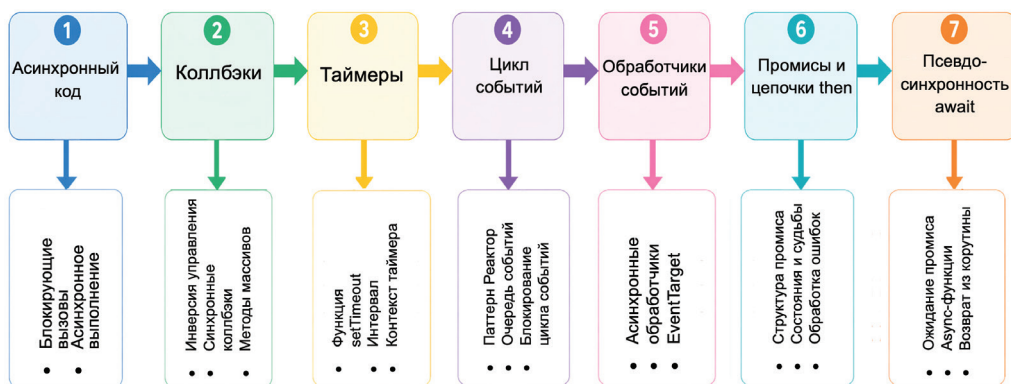 1
Асинхронный
код
2
Коллбэки
3
Таймеры
4
Цикл
событий
5
Обработчики
событий
6
Промисы и
цепочки then
7
Псевдо-
синхронность
await
• Блокирующие
вызовы
• Асинхронное
выполнение
• Инверсия управления
• Синхронные
коллбэки
• Методы массивов
• Функция
setTimeout
• Интервал
• Контекст таймера
• Паттерн Реактор
• Очередь событий
• Блокирование
цикла событий
• Асинхронные
• обработчики
• EventTarget
• Структура промиса
• Состояния и судьбы
• Обработка ошибок
• Ожидание промиса
• Async-функции
• Возврат из корутины